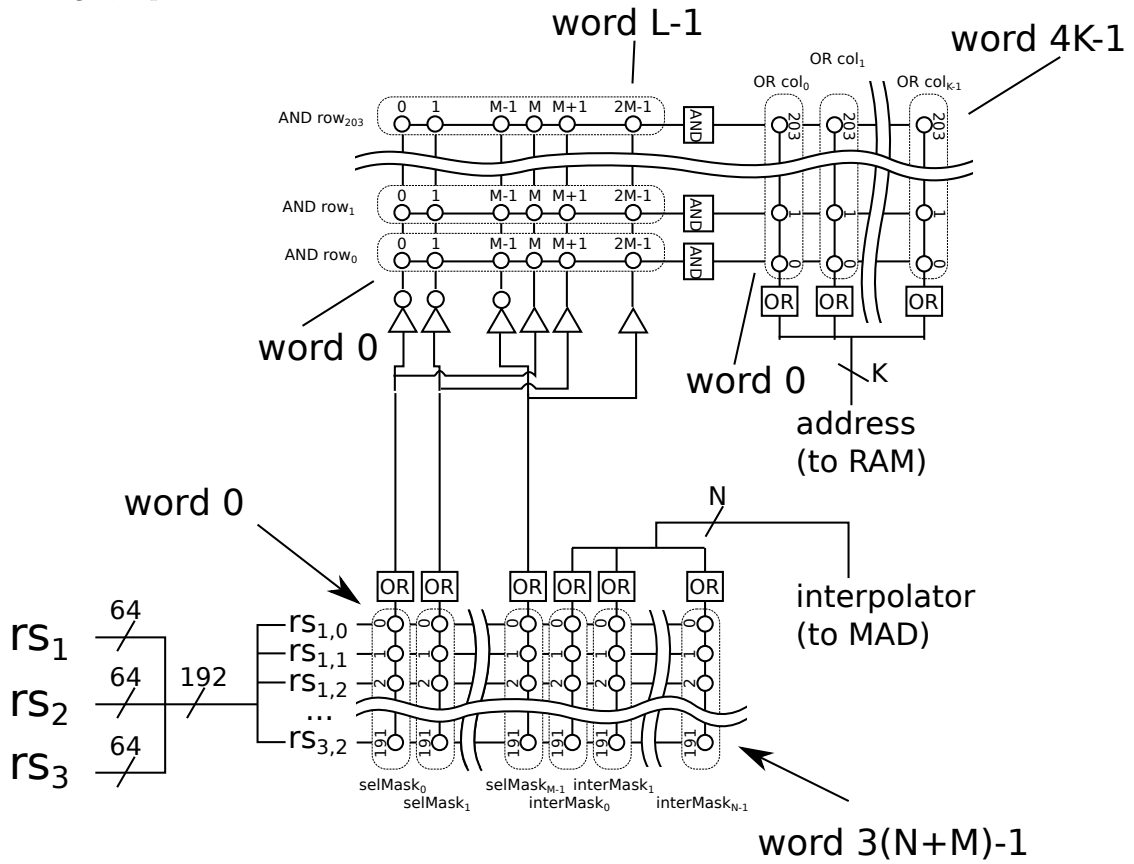 word L-1
word 4K-1
OR col1
OR col0
OR colK-1
AND row203
0 1 M-1 M M+1 2M-1
AND
203 203 203
AND row1
0 1 M-1 M M+1 2M-1
AND
1 1 1
AND row0
0 1 M-1 M M+1 2M-1
AND
0 0 0
OR OR OR
word 0
word 0
K
address
(to RAM)
word 0
N
OR OR OR OR OR OR
interpolator
(to MAD)
rs1 64
rs2 64
rs3 64
192
rs1,0 0 0 0 0 0 0
rs1,1 1 1 1 1 1 1
rs1,2 2 2 2 2 2 2
...
rs3,2 191 191 191 191 191 191
selMask0
selMask1
selMaskM-1
interMask0
interMask1
interMaskN-1
word 3(N+M)-1